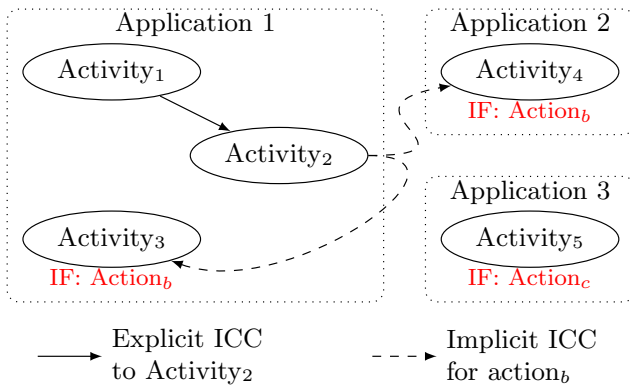 Application 1
Activity₁
Activity₂
Activity₃
IF: Action_b
Application 2
Activity₄
IF: Action_b
Application 3
Activity₅
IF: Action_c
Explicit ICC
to Activity₂
Implicit ICC
for action_b